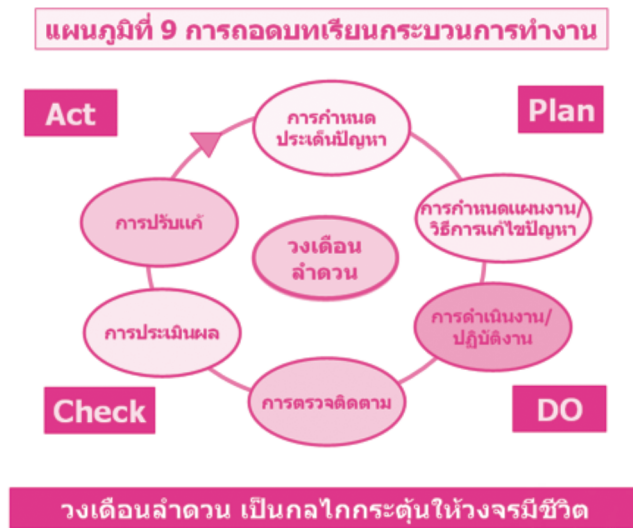 แผนภูมิที่ 9 การถอดบทเรียนกระบวนการทำงาน
Act
Plan
การกำหนด
ประเด็นปัญหา
การกำหนดแผนงาน/
วิธีการแก้ไขปัญหา
การดำเนินงาน/
ปฏิบัติงาน
การตรวจติดตาม
การประเมินผล
การปรับแก้
วงเดือน
ลำดวน
Check
DO
วงเดือนลำดวน เป็นกลไกกระตุ้นให้วงจรมีชีวิต